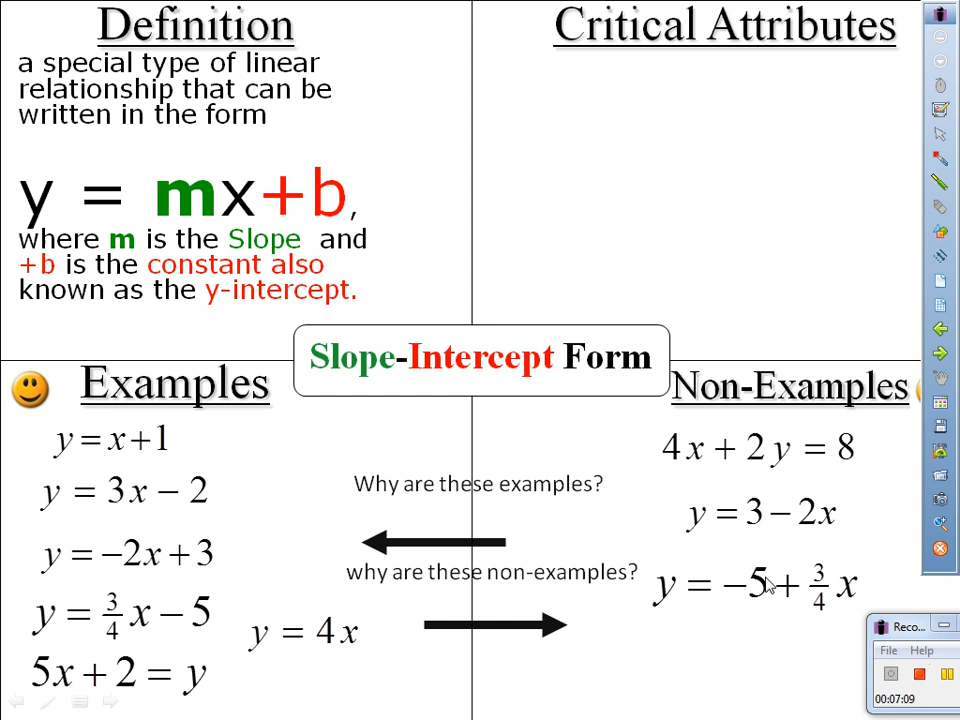 Definition
a special type of linear
relationship that can be
written in the form
y = mx+b,
where m is the Slope and
+b is the constant also
known as the y-intercept.
Critical Attributes
Slope-Intercept Form
Examples
y = x + 1
y = 3x − 2
y = −2x + 3
y = 3/4 x − 5
y = 4x
5x + 2 = y
Why are these examples?
why are these non-examples?
Non-Examples
4x + 2y = 8
y = 3 − 2x
y = −5 + 3/4 x
Reco...
File Help
00:07:09